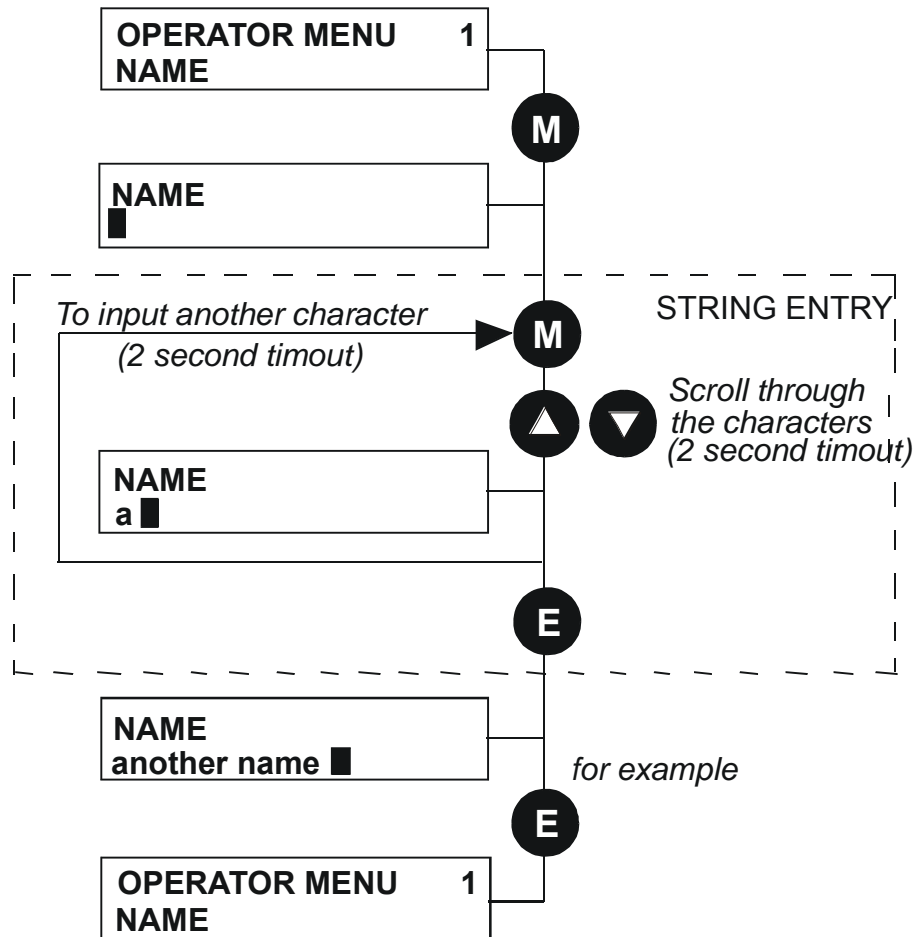 OPERATOR MENU 1
NAME
M
NAME
STRING ENTRY
To input another character
(2 second timout)
M
Scroll through
the characters
(2 second timout)
NAME
a
E
NAME
another name
for example
E
OPERATOR MENU 1
NAME